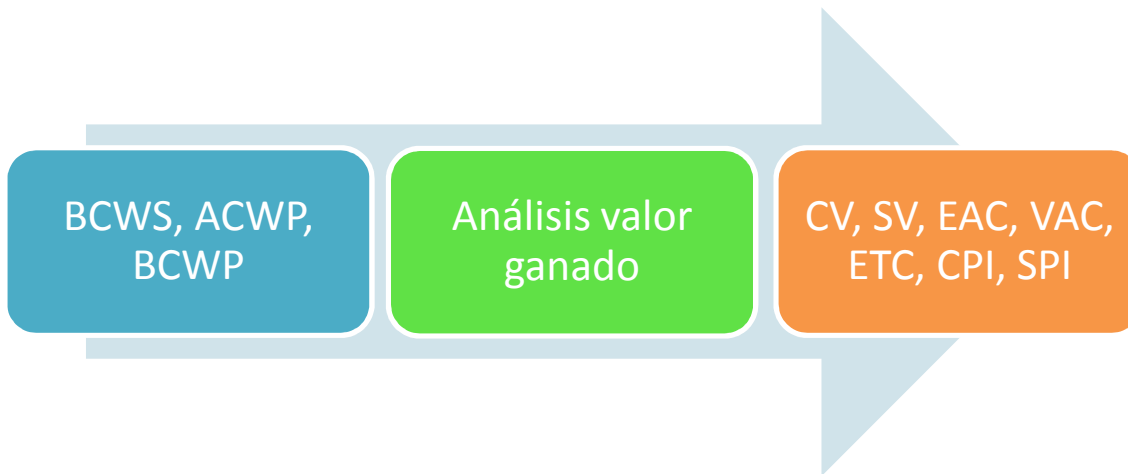 BCWS, ACWP,
BCWP
Análisis valor
ganado
CV, SV, EAC, VAC,
ETC, CPI, SPI